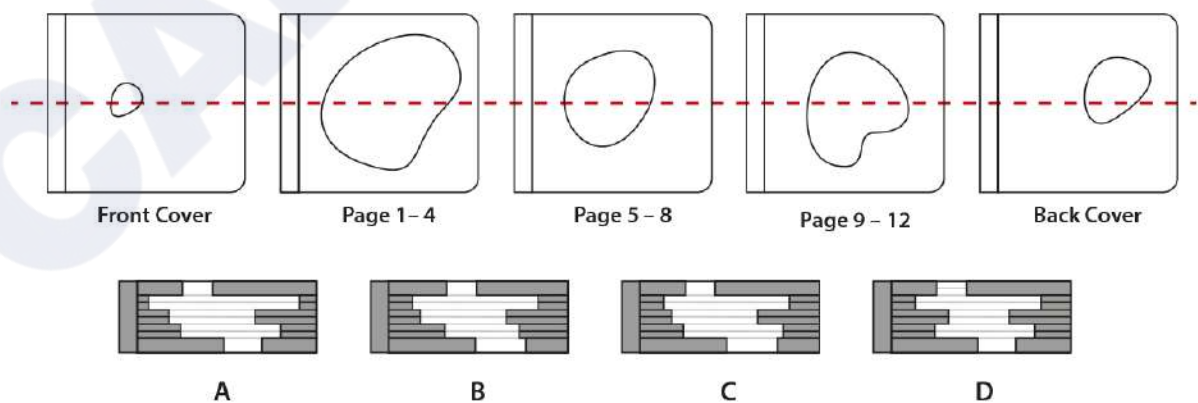 Front Cover
Page 1– 4
Page 5 – 8
Page 9 – 12
Back Cover
A
B
C
D